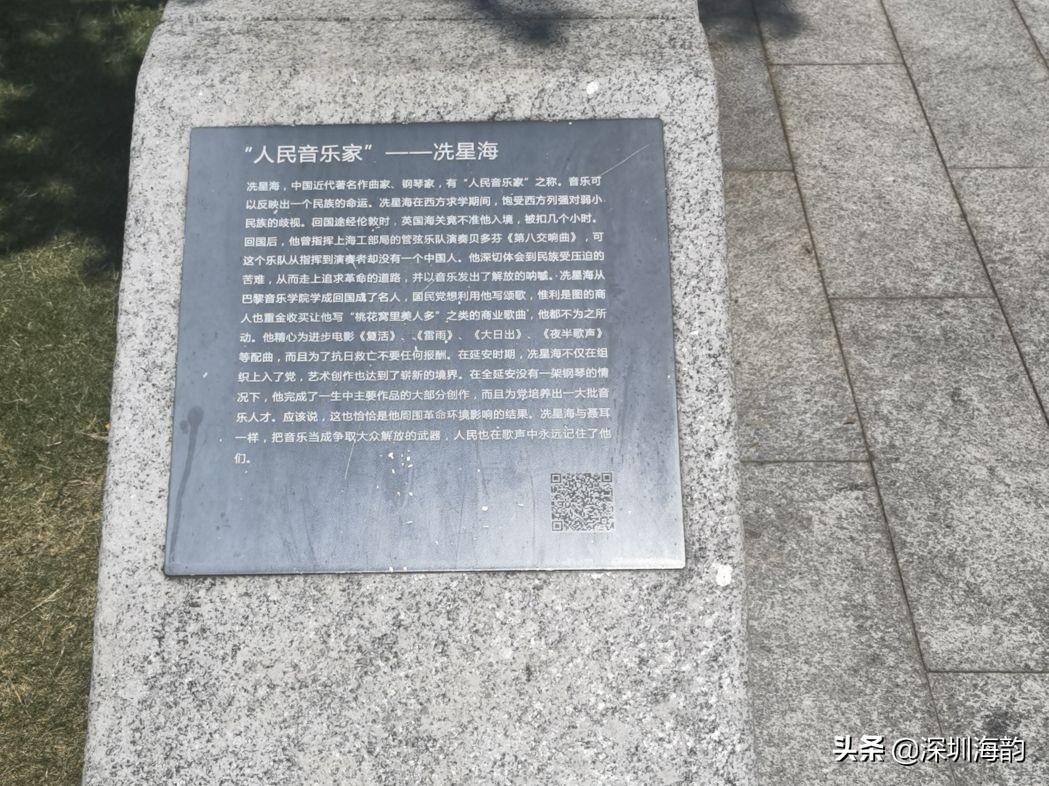 “人民音乐家” ——冼星海
冼星海，中国近代著名作曲家、钢琴家，有“人民音乐家”之称。音乐可
以反映出一个民族的命运。冼星海在西方求学期间，饱受西方列强对弱小
民族的歧视。回国途经伦敦时，英国海关竟不准他入境，被扣几个小时。
回国后，他曾指挥上海工部局的管弦乐队演奏贝多芬《第八交响曲》，可
这个乐队从指挥到演奏者却没有一个中国人。他深切体会到民族受压迫的
苦难，从而走上追求革命的道路，并以音乐发出了解放的呐喊。冼星海从
巴黎音乐学院学成回国成了名人，国民党想利用他写颂歌，惟利是图的商
人也重金收买让他写“桃花窝里美人多”之类的商业歌曲，他都不为之所
动。他精心为进步电影《复活》、《雷雨》、《大日出》、《夜半歌声》
等配曲，而且为了抗日救亡不要任何报酬。在延安时期，冼星海不仅在组
织上入了党，艺术创作也达到了崭新的境界。在全延安没有一架钢琴的情
况下，他完成了一生中主要作品的大部分创作，而且为党培养出一大批音
乐人才。应该说，这也恰恰是他周围革命环境影响的结果。冼星海与聂耳
一样，把音乐当成争取大众解放的武器，人民也在歌声中永远记住了他
们。
头条 @深圳海韵